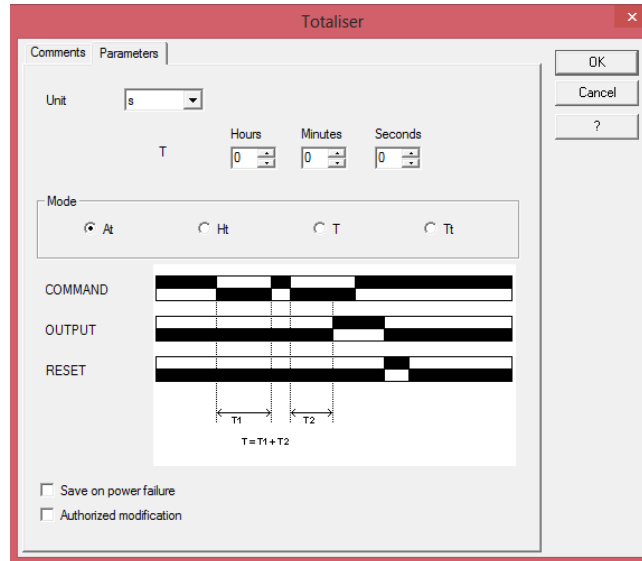 Totaliser
x
Comments Parameters
OK
Cancel
?
Unit s
Hours Minutes Seconds
T 0 0 0
Mode
At Ht T Tt
COMMAND
OUTPUT
RESET
T1 T2
T=T1+T2
Save on power failure
Authorized modification